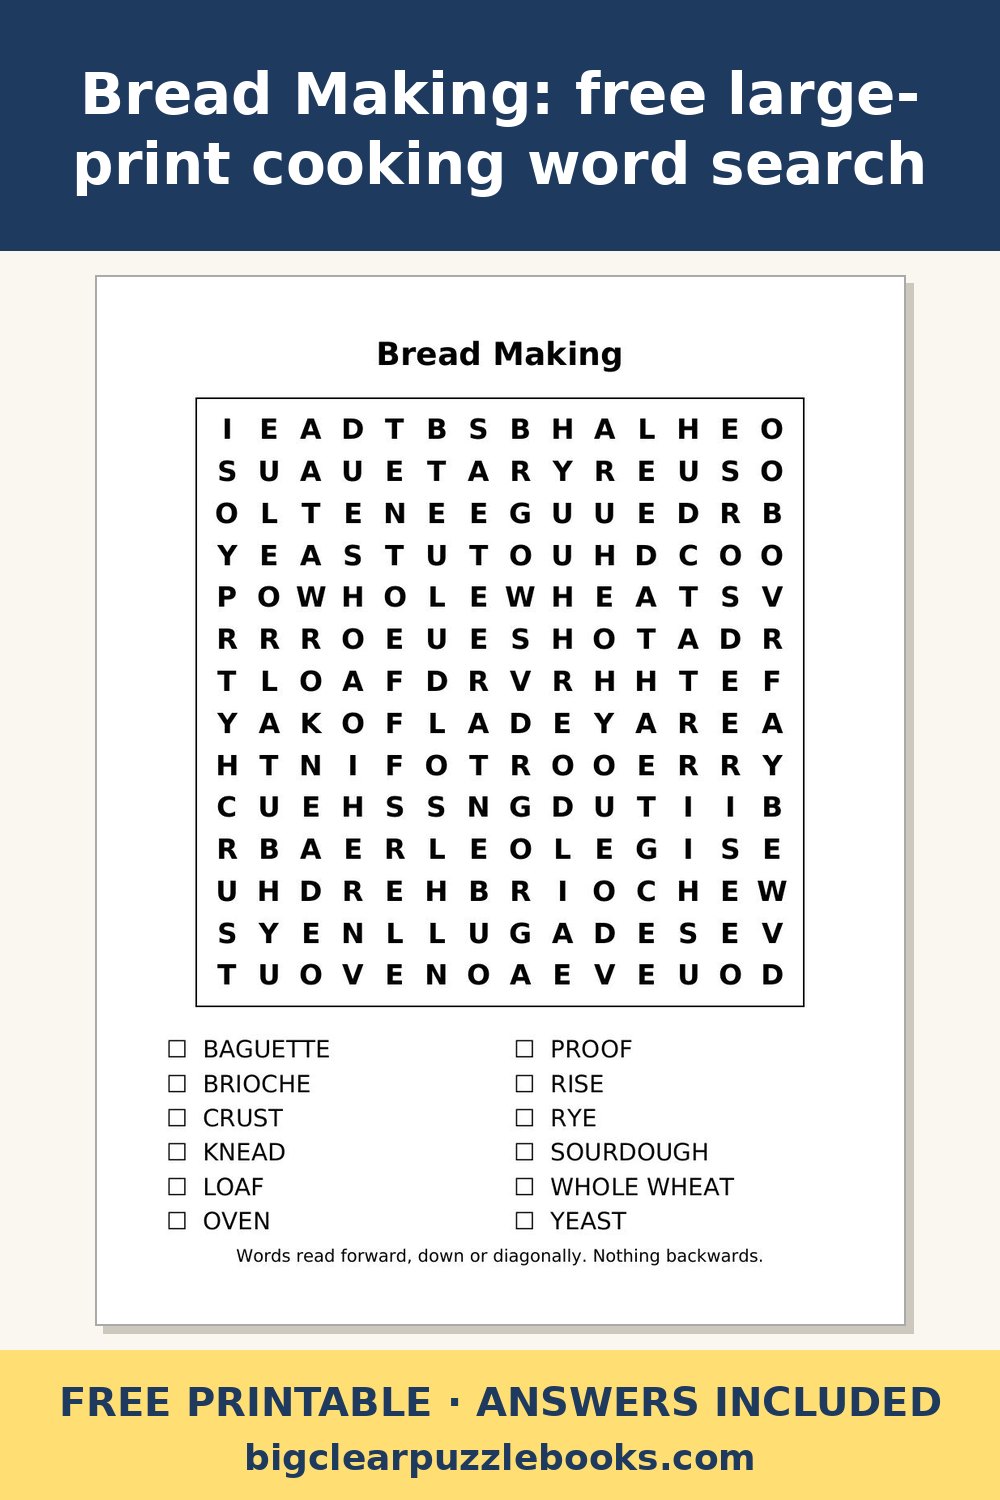 Bread Making: free large-
print cooking word search
Bread Making
I E A D T B S B H A L H E O
S U A U E T A R Y R E U S O
O L T E N E E G U U E D R B
Y E A S T U T O U H D C O O
P O W H O L E W H E A T S V
R R R O E U E S H O T A D R
T L O A F D R V R H H T E F
Y A K O F L A D E Y A R E A
H T N I F O T R O O E R R Y
C U E H S S N G D U T I I B
R B A E R L E O L E G I S E
U H D R E H B R I O C H E W
S Y E N L L U G A D E S E V
T U O V E N O A E V E U O D
☐ BAGUETTE
☐ BRIOCHE
☐ CRUST
☐ KNEAD
☐ LOAF
☐ OVEN
☐ PROOF
☐ RISE
☐ RYE
☐ SOURDOUGH
☐ WHOLE WHEAT
☐ YEAST
Words read forward, down or diagonally. Nothing backwards.
FREE PRINTABLE · ANSWERS INCLUDED
bigclearpuzzlebooks.com